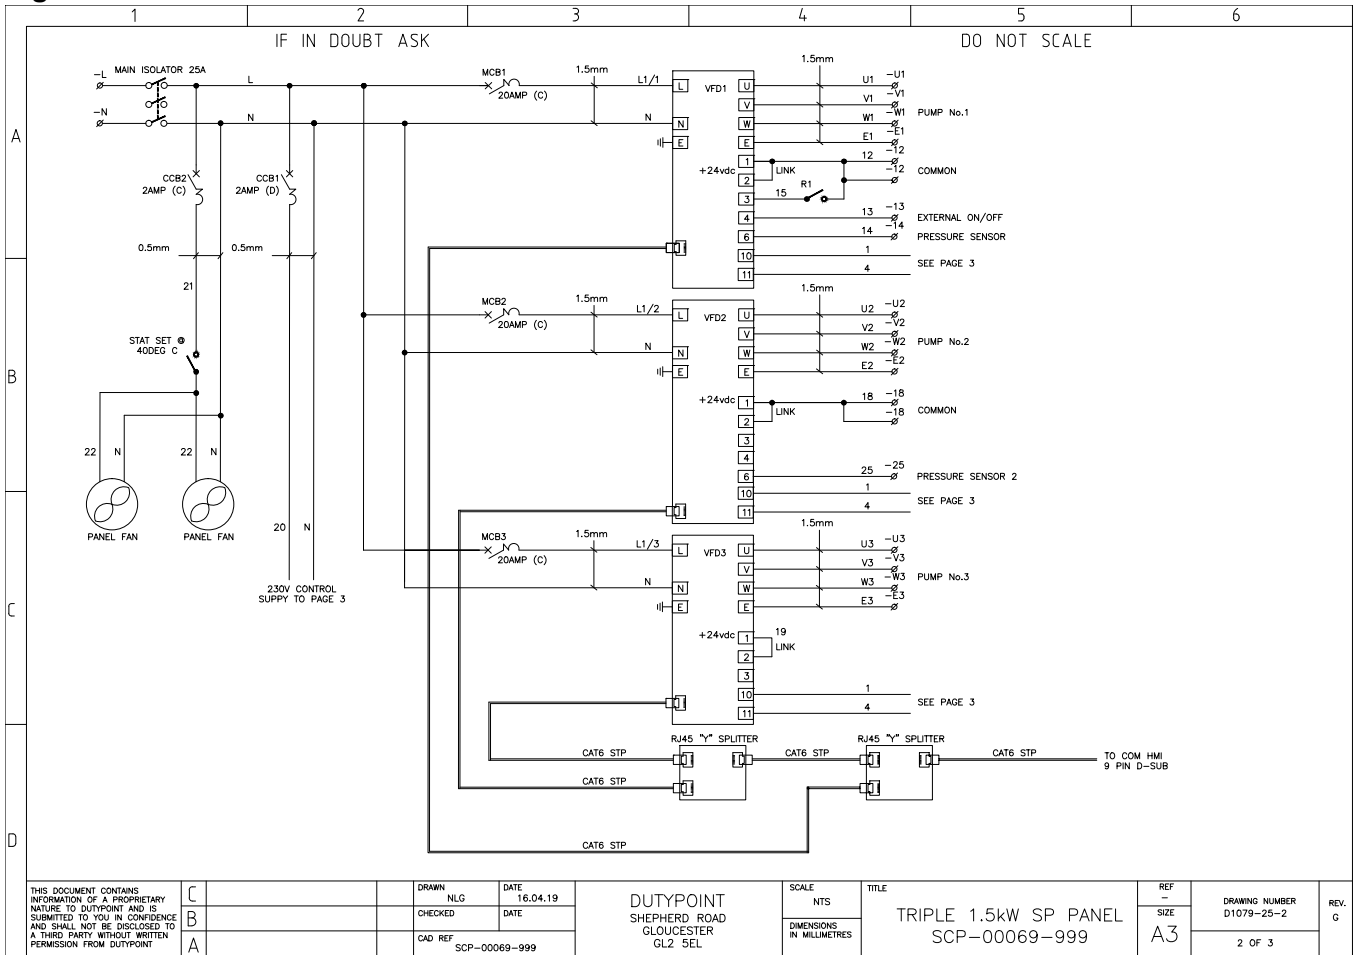 1 2 3 4 5 6
IF IN DOUBT ASK
DO NOT SCALE
A
B
C
D
-L
MAIN ISOLATOR 25A
L
-N
N
CCB2
2AMP (C)
CCB1
2AMP (D)
0.5mm
0.5mm
21
STAT SET @
40DEG C
22 N
22 N
PANEL FAN
PANEL FAN
20 N
230V CONTROL
SUPPY TO PAGE 3
MCB1
20AMP (C)
1.5mm
L1/1
N
L
N
E
VFD1
+24vdc
U
V
W
E
1
2
3
4
6
10
11
1.5mm
U1 -U1
V1 -V1
W1 -W1
E1 -E1
PUMP No.1
12 -12
-12
COMMON
LINK
15
R1
13 -13
EXTERNAL ON/OFF
14 -14
PRESSURE SENSOR
1
4
SEE PAGE 3
MCB2
20AMP (C)
1.5mm
L1/2
N
L
N
E
VFD2
+24vdc
U
V
W
E
1
2
3
4
6
10
11
1.5mm
U2 -U2
V2 -V2
W2 -W2
E2 -E2
PUMP No.2
18 -18
-18
COMMON
LINK
25 -25
PRESSURE SENSOR 2
1
4
SEE PAGE 3
MCB3
20AMP (C)
1.5mm
L1/3
N
L
N
E
VFD3
+24vdc
U
V
W
E
1
2
3
10
11
1.5mm
U3 -U3
V3 -V3
W3 -W3
E3 -E3
PUMP No.3
19
LINK
1
4
SEE PAGE 3
RJ45 "Y" SPLITTER
RJ45 "Y" SPLITTER
CAT6 STP
CAT6 STP
CAT6 STP
TO COM HMI
9 PIN D-SUB
CAT6 STP
CAT6 STP
THIS DOCUMENT CONTAINS
INFORMATION OF A PROPRIETARY
NATURE TO DUTYPOINT AND IS
SUBMITTED TO YOU IN CONFIDENCE
AND SHALL NOT BE DISCLOSED TO
A THIRD PARTY WITHOUT WRITTEN
PERMISSION FROM DUTYPOINT
C
B
A
DRAWN
NLG
DATE
16.04.19
CHECKED
DATE
CAD REF
SCP-00069-999
DUTYPOINT
SHEPHERD ROAD
GLOUCESTER
GL2 5EL
SCALE
NTS
DIMENSIONS
IN MILLIMETRES
TITLE
TRIPLE 1.5kW SP PANEL
SCP-00069-999
REF
-
SIZE
A3
DRAWING NUMBER
D1079-25-2
2 OF 3
REV.
G